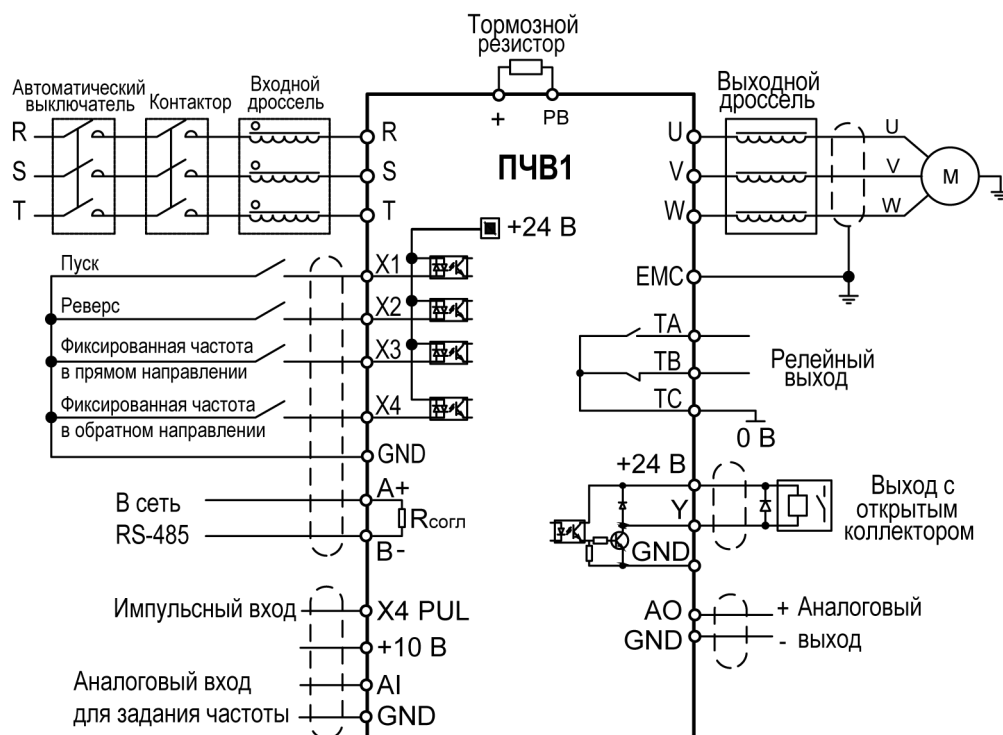 Тормозной
резистор
+
PB
Автоматический
выключатель
Контактор
Входной
дроссель
Выходной
дроссель
R
S
T
R
S
T
ПЧВ1
+24 В
U
V
W
U
V
W
M
Пуск
X1
Реверс
X2
Фиксированная частота
в прямом направлении
X3
Фиксированная частота
в обратном направлении
X4
GND
В сеть
RS-485
A+
Rсогл
B-
Импульсный вход
X4 PUL
+10 В
Аналоговый вход
для задания частоты
AI
GND
EMC
TA
TB
TC
Релейный
выход
0 В
+24 В
Y
GND
Выход с
открытым
коллектором
AO
GND
+ Аналоговый
- выход